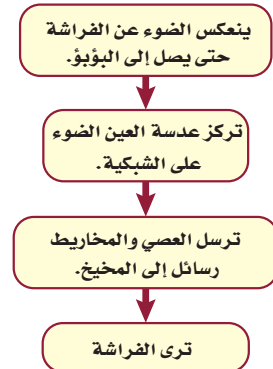 ينعكس الضوء عن الفراشة
حتى يصل إلى البؤبؤ.
تركز عدسة العين الضوء
على الشبكية.
ترسل العصي والمخاريط
رسائل إلى المخيخ.
ترى الفراشة